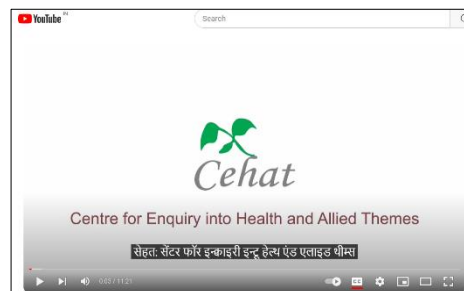 YouTube IN
Search
Cehat
Centre for Enquiry into Health and Allied Themes
सेहत: सेंटर फॉर इन्क्वाइरी इन्टू हेल्थ एंड एलाइड थीम्स
0:03 / 11:21